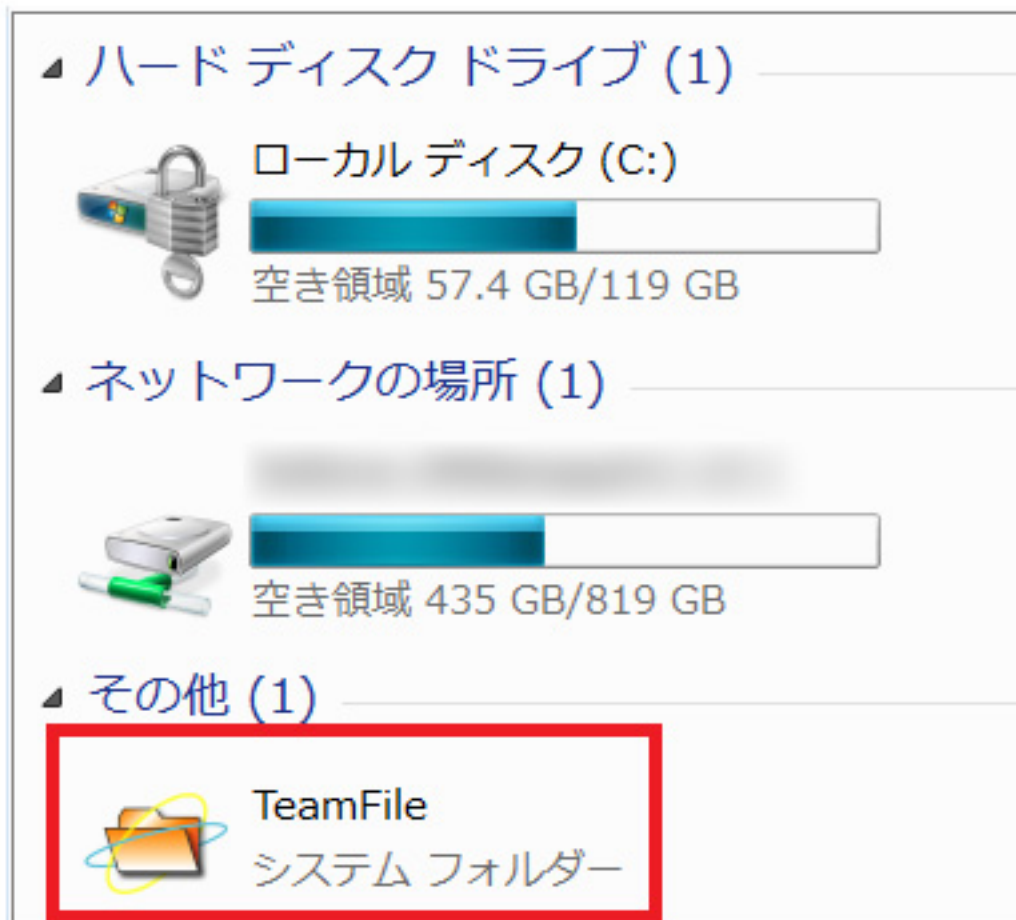 ハード ディスク ドライブ (1)
ローカル ディスク (C:)
空き領域 57.4 GB/119 GB
ネットワークの場所 (1)
空き領域 435 GB/819 GB
その他 (1)
TeamFile
システム フォルダー